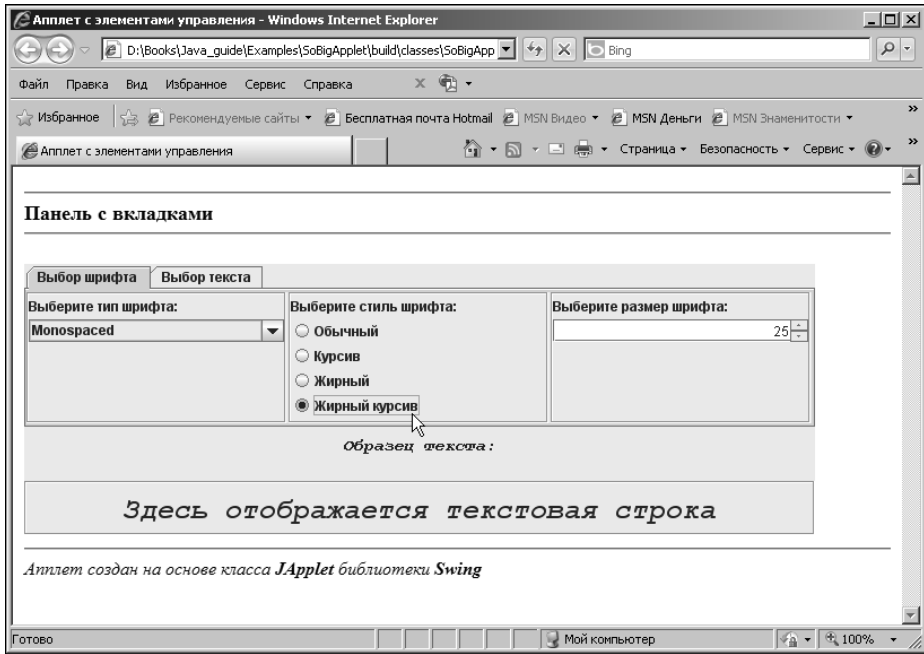 Апплет с элементами управления - Windows Internet Explorer
D:\Books\Java_guide\Examples\SoBigApplet\build\classes\SoBigApp Bing
Файл Правка Вид Избранное Сервис Справка
Избранное Рекомендуемые сайты Бесплатная почта Hotmail MSN Видео MSN Деньги MSN Знаменитости »
Апплет с элементами управления Страница Безопасность Сервис »
Панель с вкладками
Выбор шрифта Выбор текста
Выберите тип шрифта: Выберите стиль шрифта: Выберите размер шрифта:
Monospaced Обычный 25
Курсив
Жирный
Жирный курсив
Образец текста:
Здесь отображается текстовая строка
Апплет создан на основе класса JApplet библиотеки Swing
Готово Мой компьютер 100%